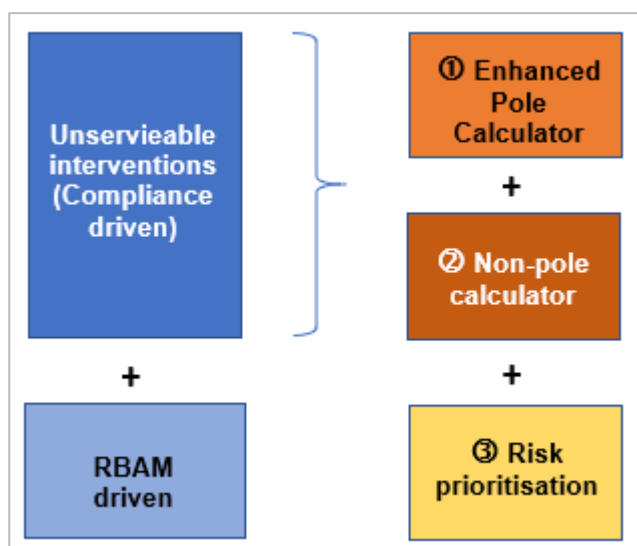 Unservieable
interventions
(Compliance
driven)
+
RBAM
driven
① Enhanced
Pole
Calculator
+
② Non-pole
calculator
+
③ Risk
prioritisation